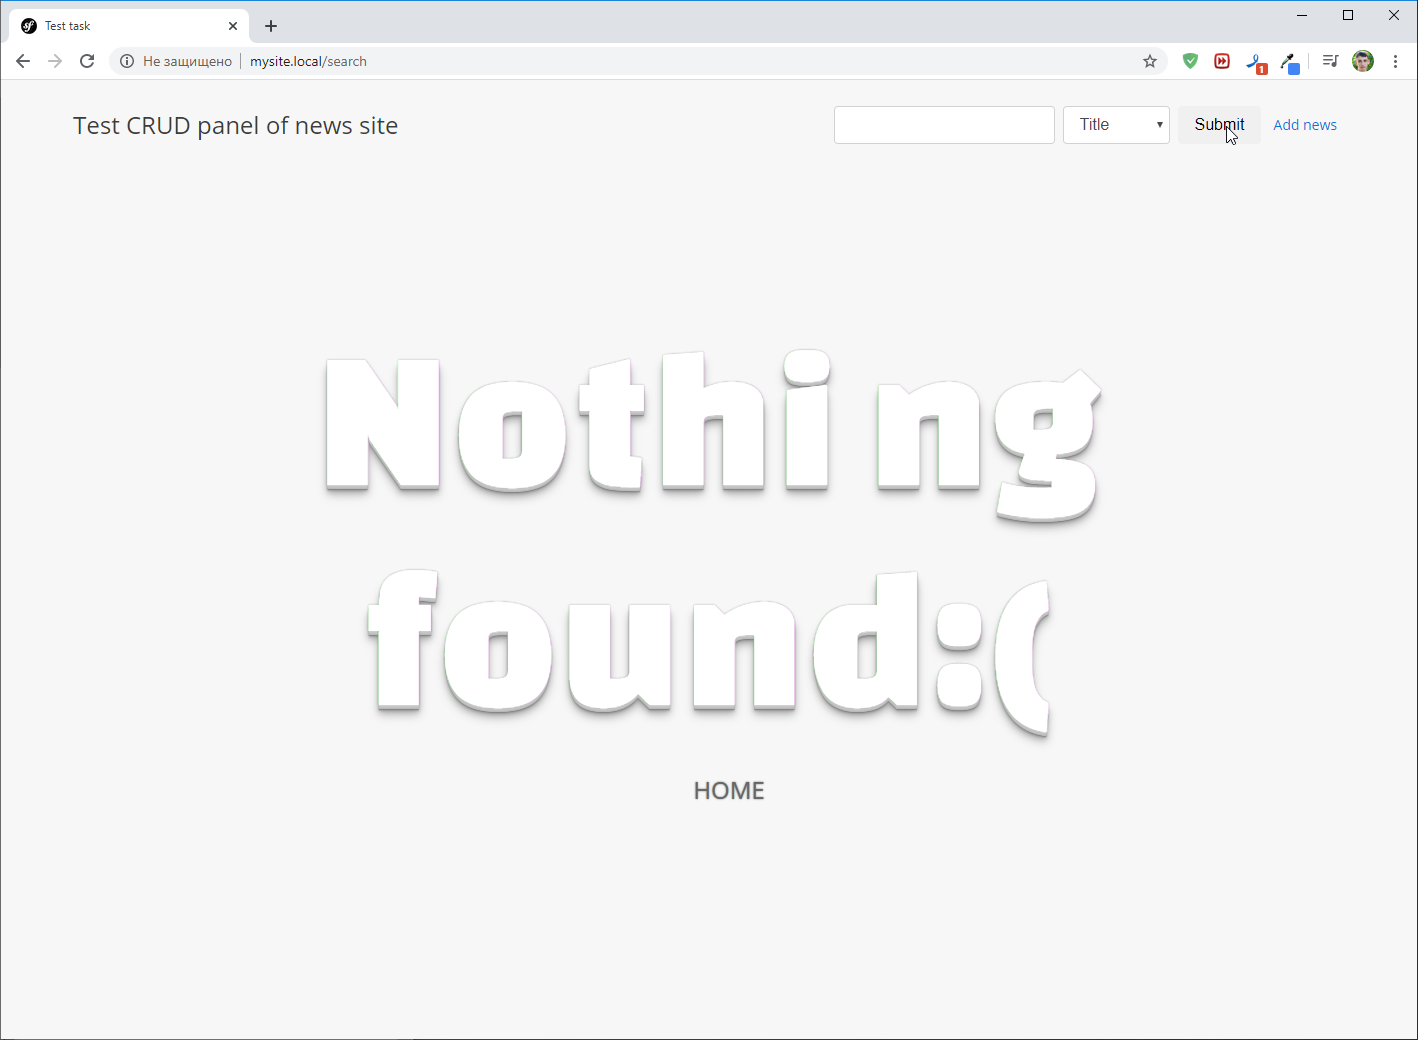 Test task
Не защищено mysite.local/search
1
Test CRUD panel of news site Title Submit Add news
Nothing
found:(
HOME